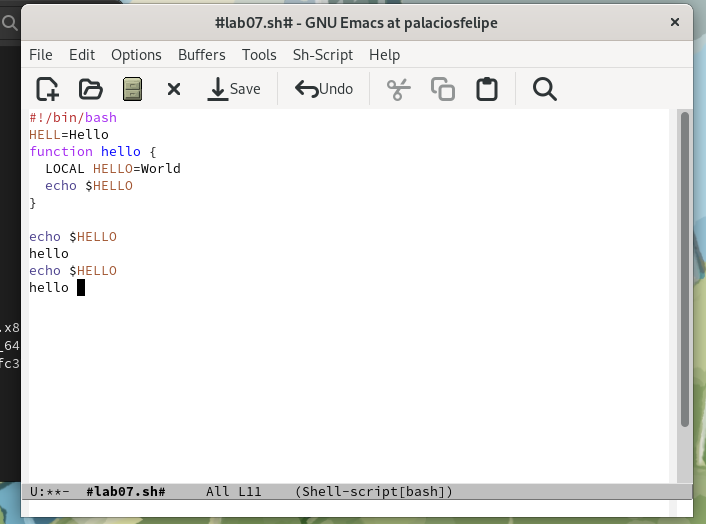 #lab07.sh# - GNU Emacs at palaciosfelipe
×
File Edit Options Buffers Tools Sh-Script Help
Save Undo
#!/bin/bash
HELL=Hello
function hello {
  LOCAL HELLO=World
  echo $HELLO
}
echo $HELLO
hello
echo $HELLO
hello
.x8
_64
fc3
U:**-  #lab07.sh#     All L11    (Shell-script[bash])